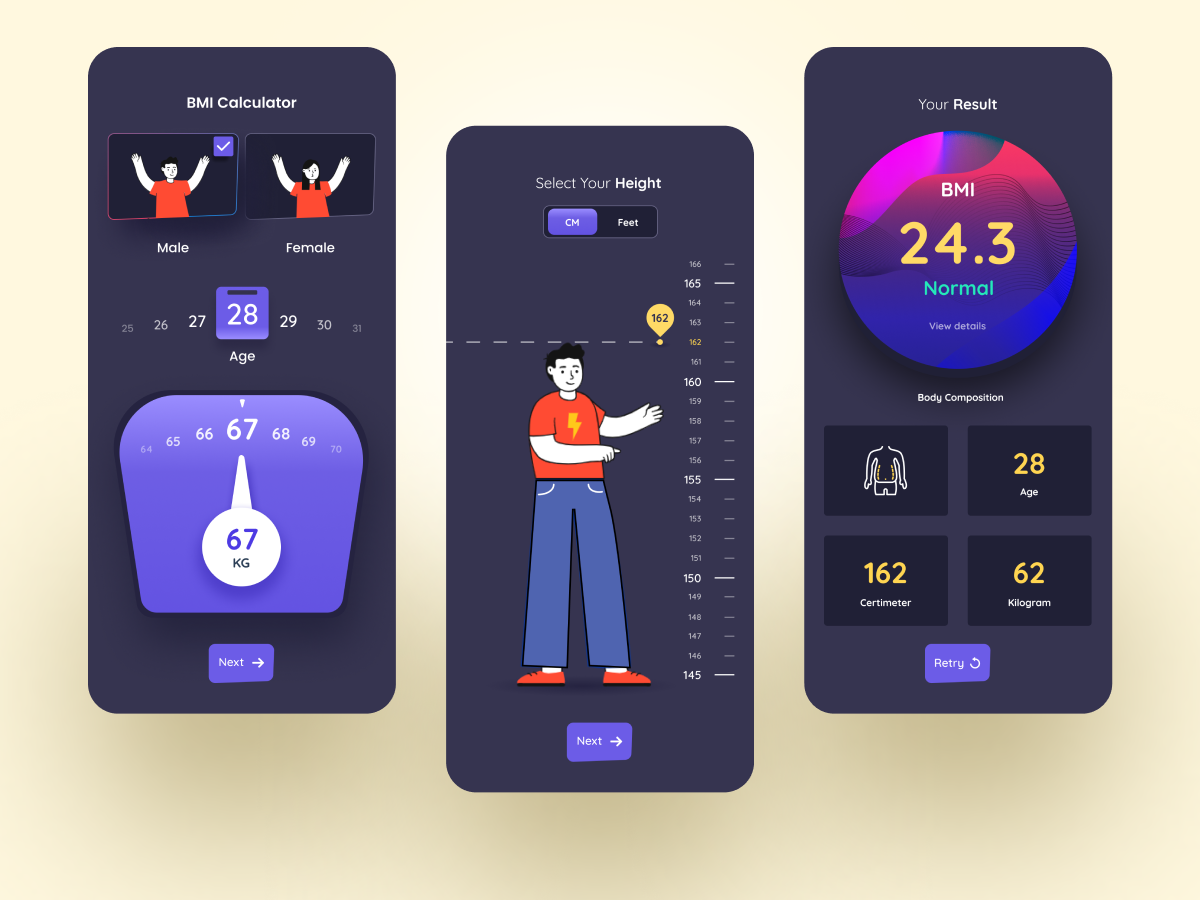 BMI Calculator
Male
Female
25 26 27 28 29 30 31
Age
64 65 66 67 68 69 70
67
KG
Next
Select Your Height
CM Feet
166
165
164
162
163
162
161
160
159
158
157
156
155
154
153
152
151
150
149
148
147
146
145
Next
Your Result
BMI
24.3
Normal
View details
Body Composition
28
Age
162
Certimeter
62
Kilogram
Retry